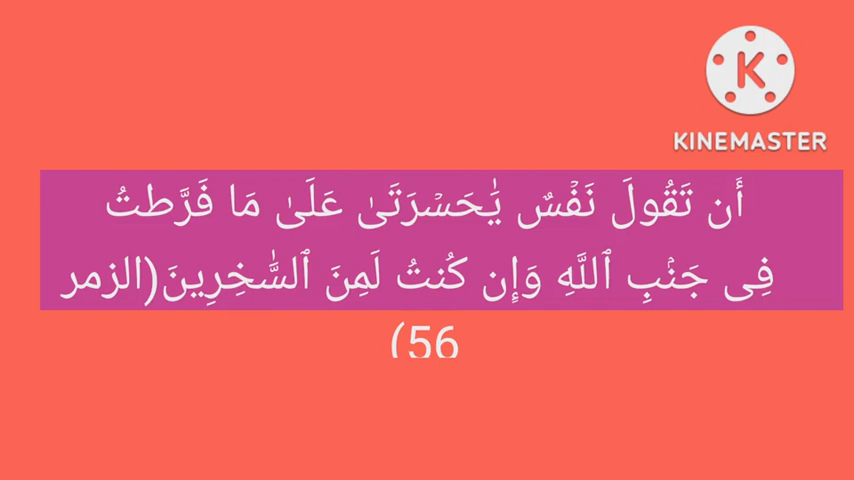 KINEMASTER
أَن تَقُولَ نَفۡسٌ يَٰحَسۡرَتَىٰ عَلَىٰ مَا فَرَّطتُ
فِى جَنۢبِ ٱللَّهِ وَإِن كُنتُ لَمِنَ ٱلسَّٰخِرِينَ(الزمر
56)